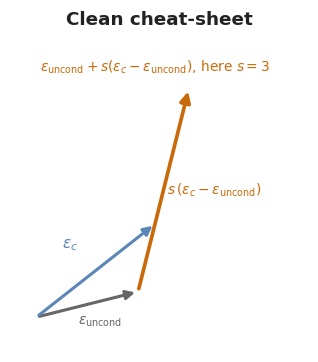 Clean cheat-sheet
ε_uncond + s(ε_c − ε_uncond), here s = 3
s (ε_c − ε_uncond)
ε_c
ε_uncond